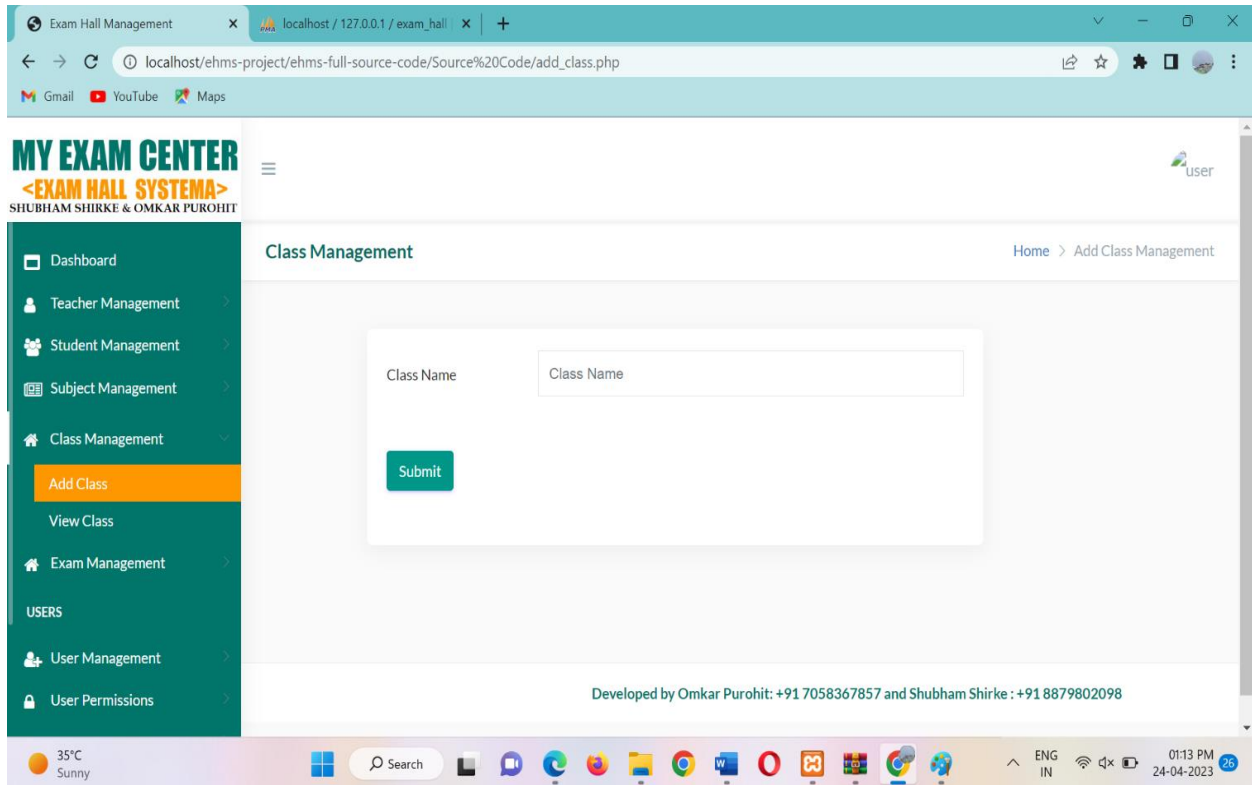 Exam Hall Management
localhost / 127.0.0.1 / exam_hall
localhost/ehms-project/ehms-full-source-code/Source%20Code/add_class.php
Gmail YouTube Maps
MY EXAM CENTER
<EXAM HALL SYSTEMA>
SHUBHAM SHIRKE & OMKAR PUROHIT
user
Class Management
Home > Add Class Management
Dashboard
Teacher Management
Student Management
Subject Management
Class Management
Add Class
View Class
Exam Management
USERS
User Management
User Permissions
Class Name
Class Name
Submit
Developed by Omkar Purohit: +91 7058367857 and Shubham Shirke : +91 8879802098
35°C
Sunny
Search
ENG
IN
01:13 PM
24-04-2023
26